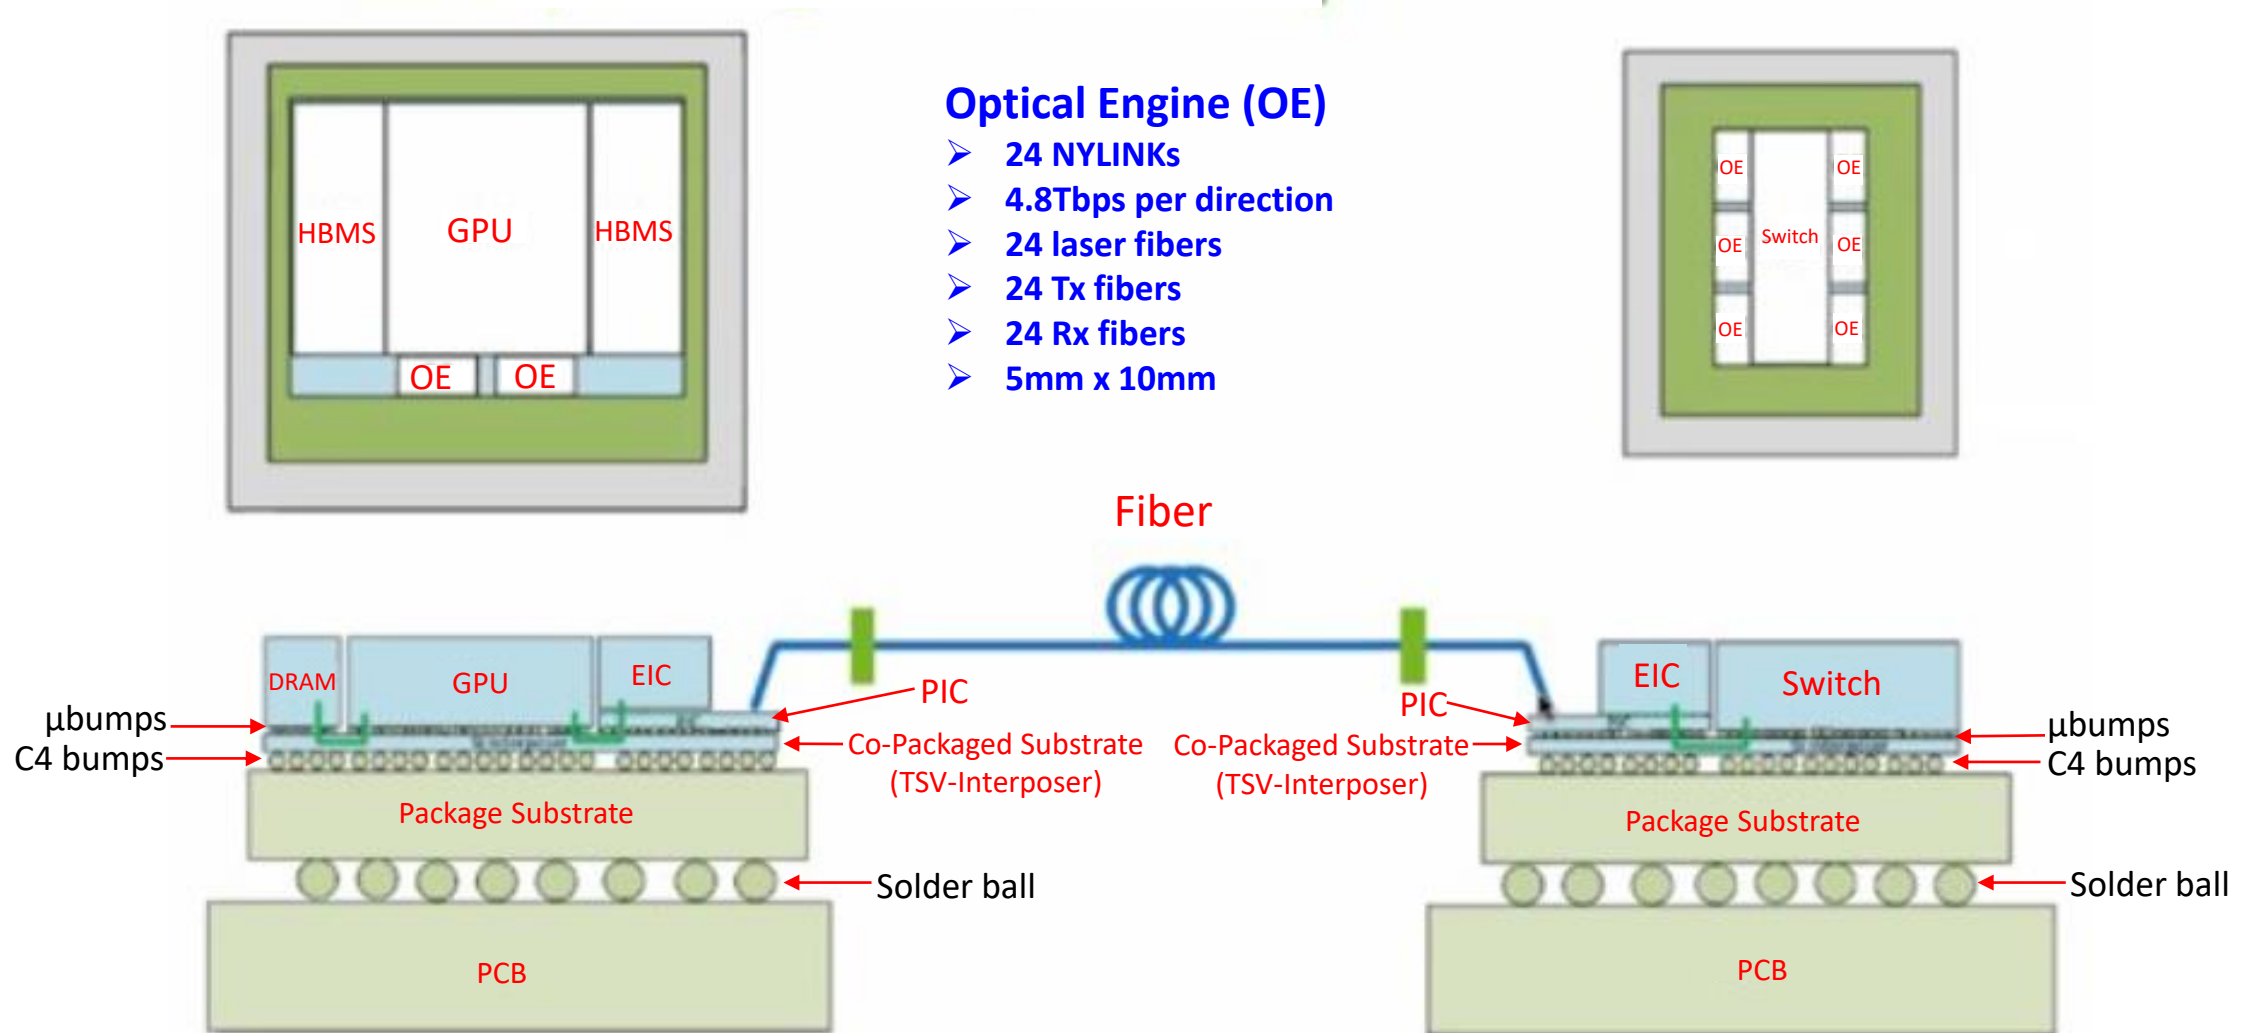 HBMS
GPU
HBMS
OE
OE
Optical Engine (OE)
24 NYLINKs
4.8Tbps per direction
24 laser fibers
24 Tx fibers
24 Rx fibers
5mm x 10mm
OE
OE
OE
Switch
OE
OE
OE
Fiber
DRAM
GPU
EIC
PIC
µbumps
C4 bumps
Co-Packaged Substrate
(TSV-Interposer)
Package Substrate
Solder ball
PCB
EIC
Switch
PIC
Co-Packaged Substrate
(TSV-Interposer)
µbumps
C4 bumps
Package Substrate
Solder ball
PCB